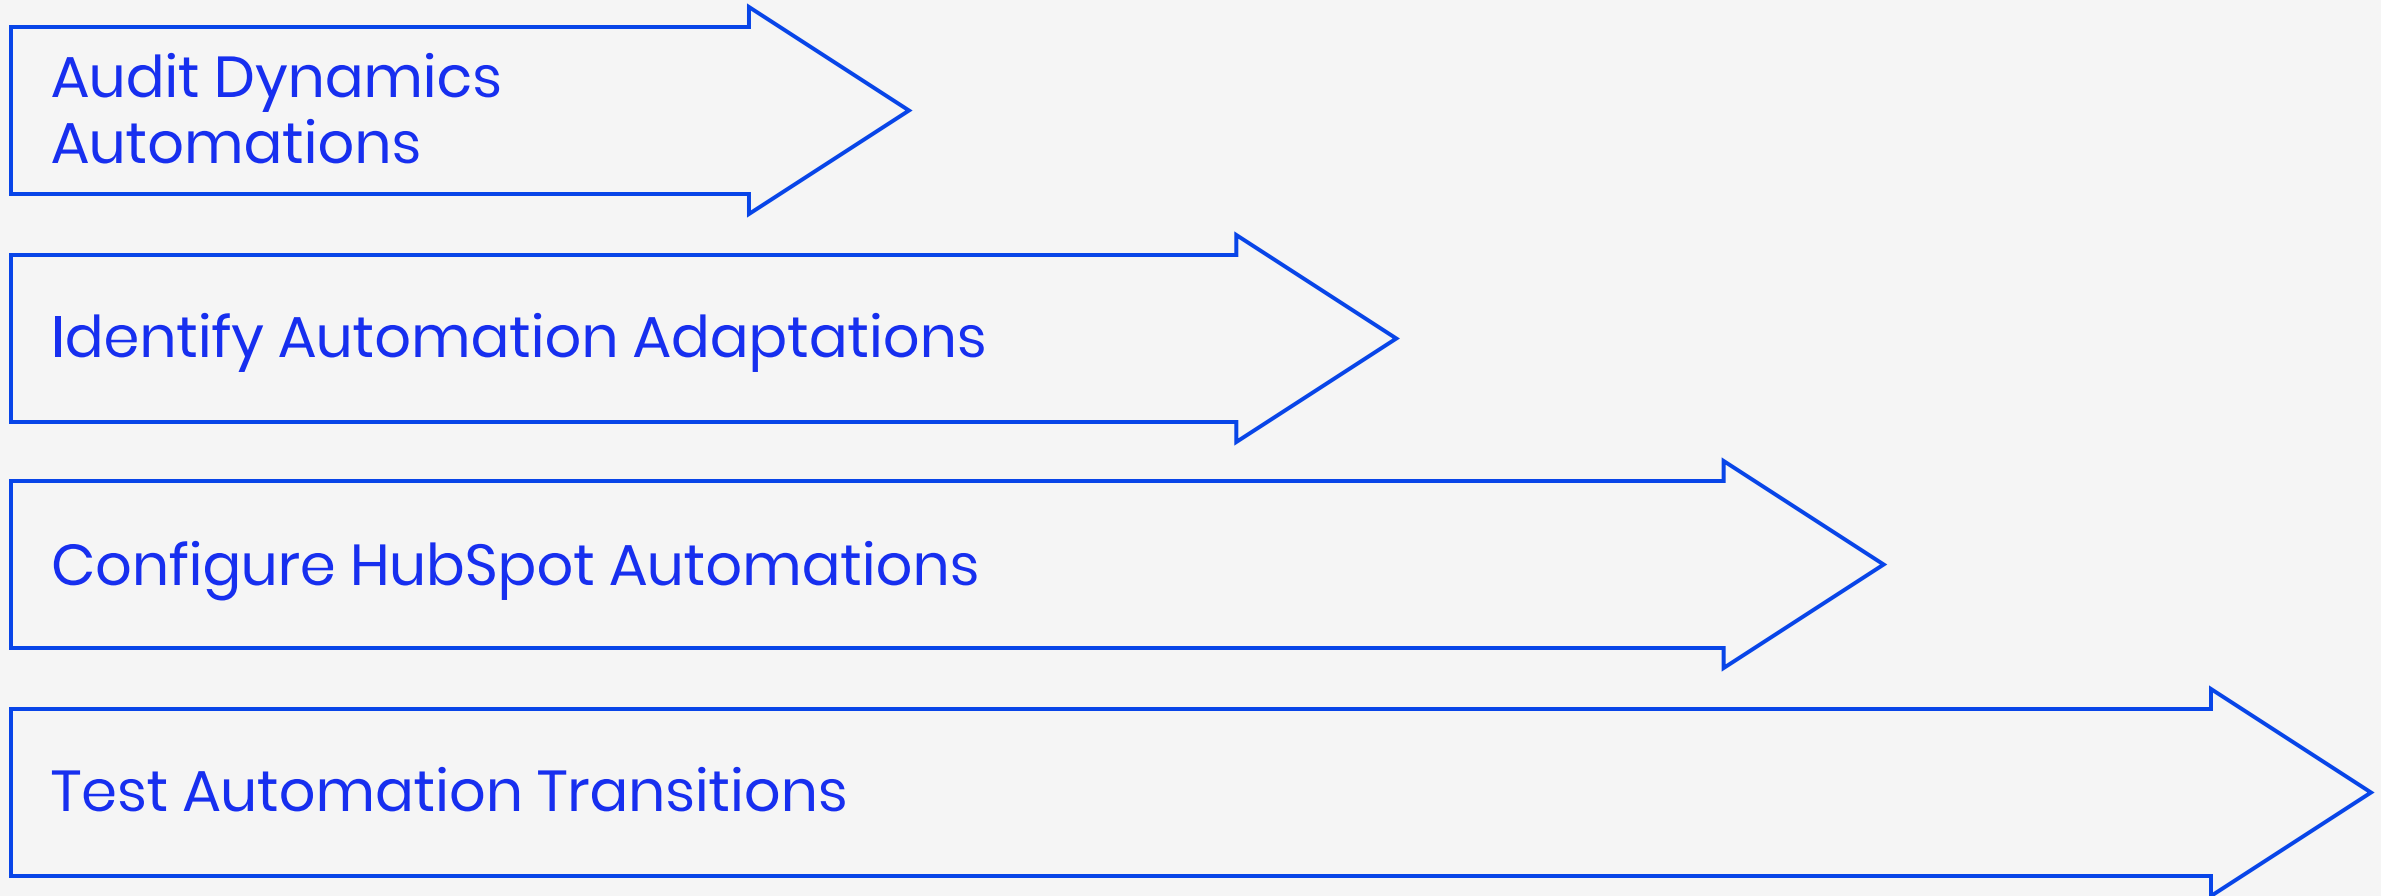 Audit Dynamics
Automations
Identify Automation Adaptations
Configure HubSpot Automations
Test Automation Transitions